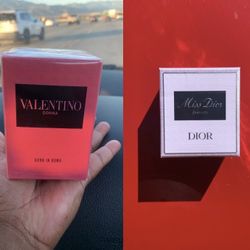 VALENTINO
DONNA
BORN IN ROMA
Miss Dior
PARFUM
DIOR